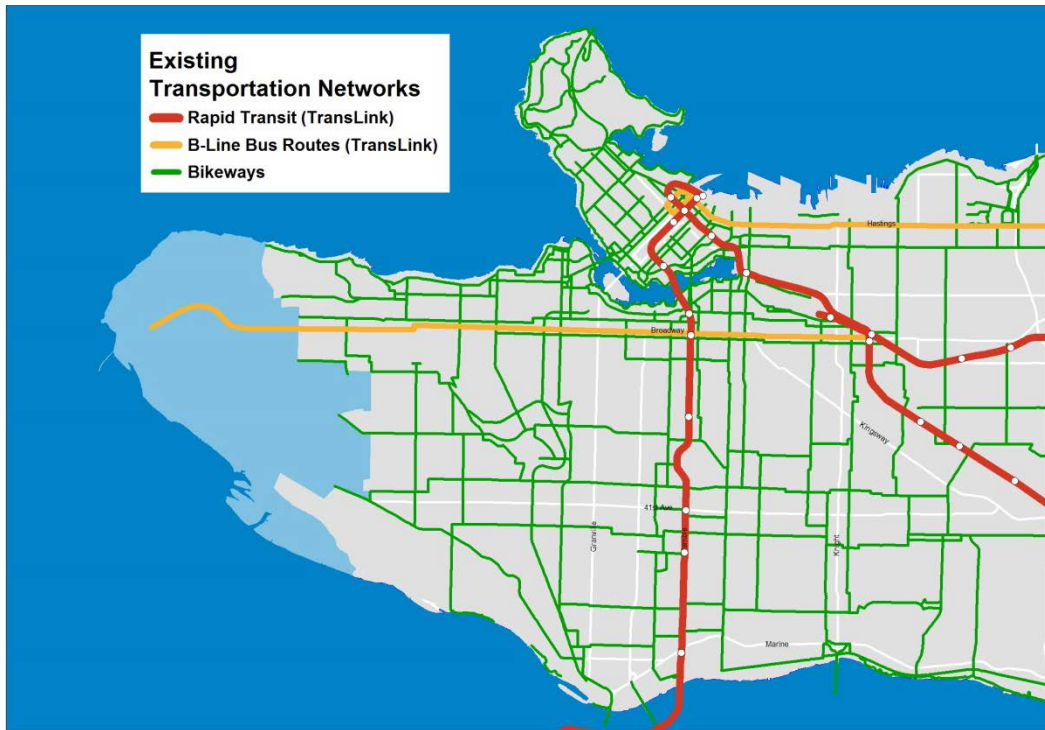 Existing
Transportation Networks
Rapid Transit (TransLink)
B-Line Bus Routes (TransLink)
Bikeways
Hastings
Broadway
Kingsway
41st Ave
Granville
Knight
Marine